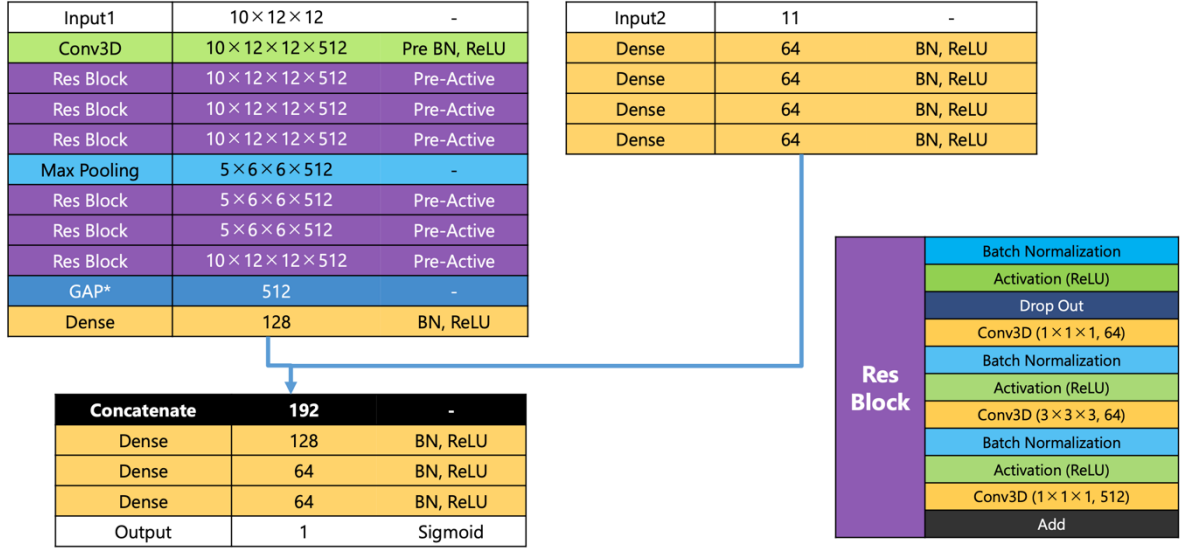 Input1 10×12×12 -
Conv3D 10×12×12×512 Pre BN, ReLU
Res Block 10×12×12×512 Pre-Active
Res Block 10×12×12×512 Pre-Active
Res Block 10×12×12×512 Pre-Active
Max Pooling 5×6×6×512 -
Res Block 5×6×6×512 Pre-Active
Res Block 5×6×6×512 Pre-Active
Res Block 10×12×12×512 Pre-Active
GAP* 512 -
Dense 128 BN, ReLU
Input2 11 -
Dense 64 BN, ReLU
Dense 64 BN, ReLU
Dense 64 BN, ReLU
Dense 64 BN, ReLU
Concatenate 192 -
Dense 128 BN, ReLU
Dense 64 BN, ReLU
Dense 64 BN, ReLU
Output 1 Sigmoid
Res
Block
Batch Normalization
Activation (ReLU)
Drop Out
Conv3D (1×1×1, 64)
Batch Normalization
Activation (ReLU)
Conv3D (3×3×3, 64)
Batch Normalization
Activation (ReLU)
Conv3D (1×1×1, 512)
Add